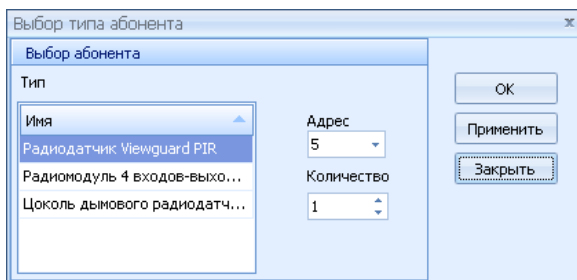 Выбор типа абонента
x
Выбор абонента
Тип
Имя
Радиодатчик Viewguard PIR
Радиомодуль 4 входов-выхо...
Цоколь дымового радиодатч...
Адрес
5
Количество
1
ОК
Применить
Закрыть